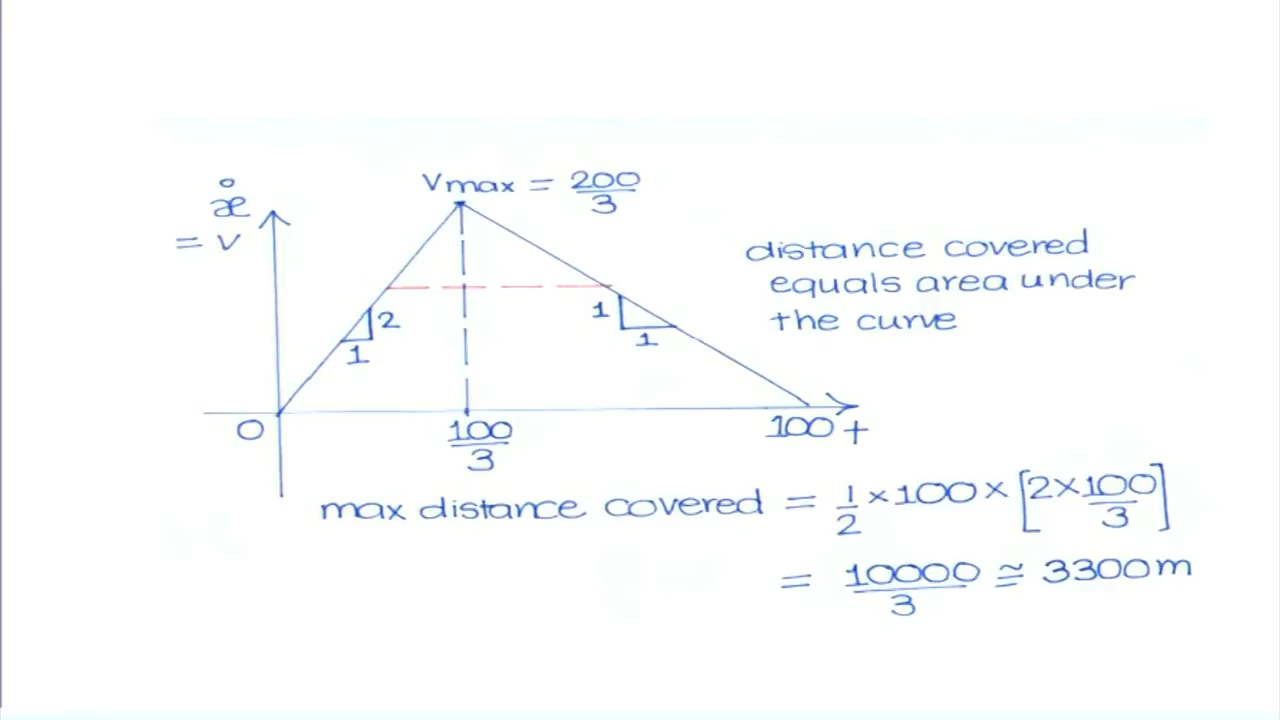 Vmax = 200/3
ẋ
= v
distance covered
equals area under
the curve
2
1
1
1
0
100/3
100 t
max distance covered = 1/2 × 100 × [2 × 100/3]
= 10000/3 ≅ 3300m